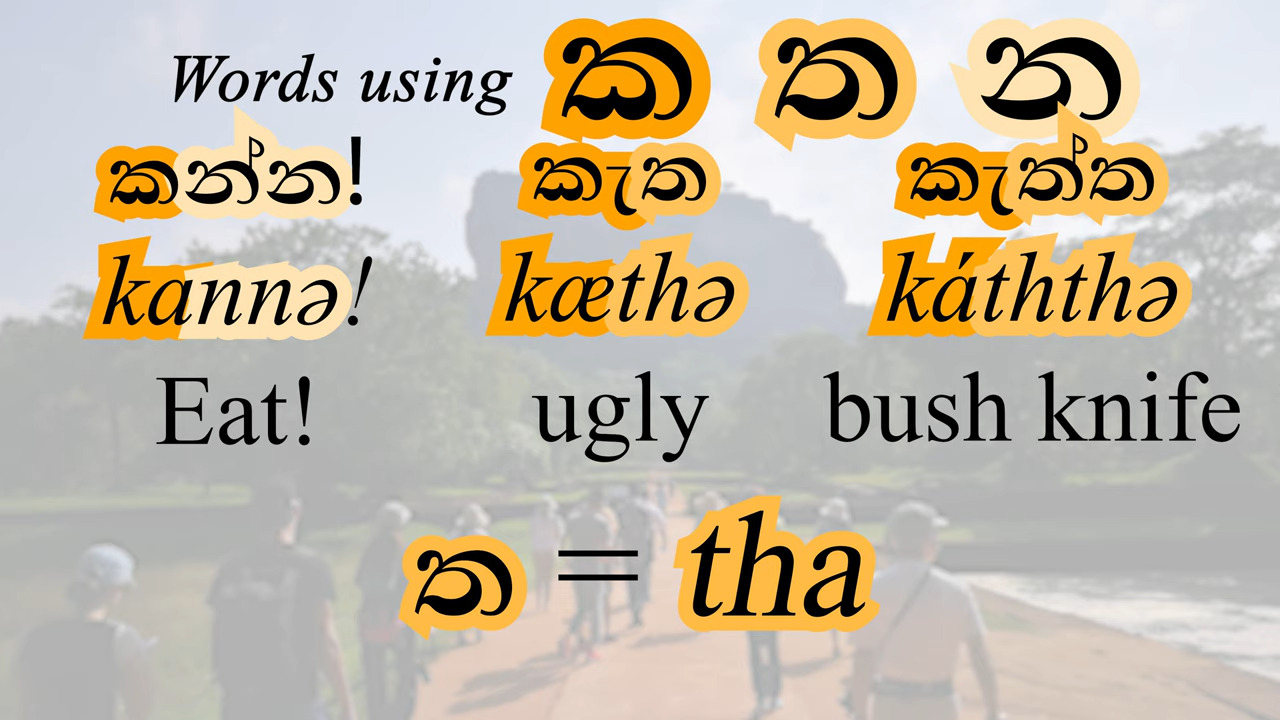 Words using ක ත න
කන්න! කැත කැත්ත
kannə! kæthə káththə
Eat! ugly bush knife
ත = tha